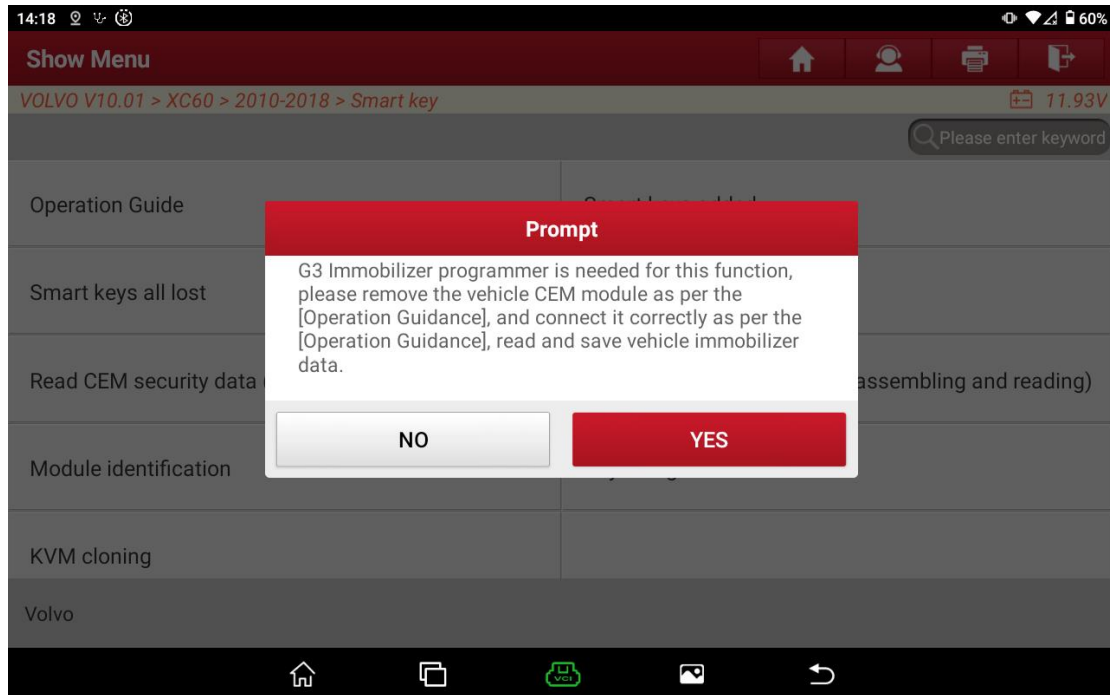 14:18
60%
Show Menu
VOLVO V10.01 > XC60 > 2010-2018 > Smart key
11.93V
Please enter keyword
Operation Guide
Prompt
G3 Immobilizer programmer is needed for this function,
please remove the vehicle CEM module as per the
[Operation Guidance], and connect it correctly as per the
[Operation Guidance], read and save vehicle immobilizer
data.
Smart keys all lost
Read CEM security data
assembling and reading)
NO
YES
Module identification
KVM cloning
Volvo
VCI